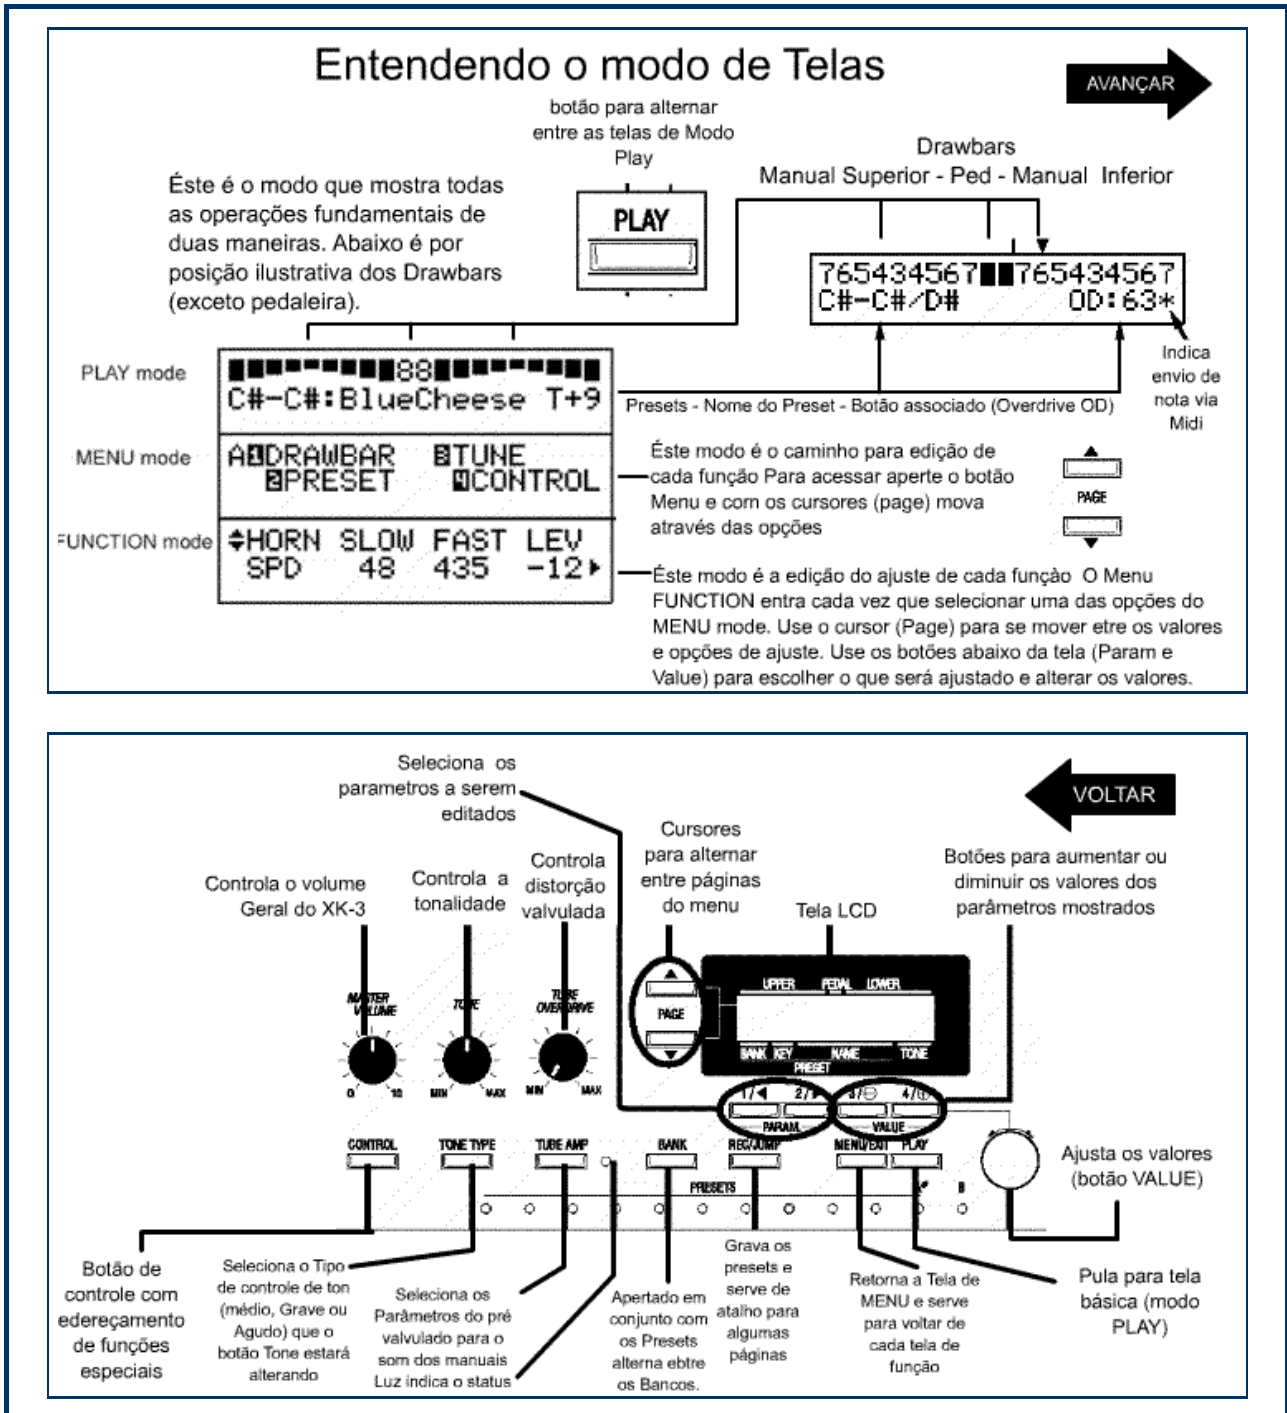 Entendendo o modo de Telas
AVANÇAR
botão para alternar
entre as telas de Modo
Play
PLAY
Drawbars
Manual Superior - Ped - Manual Inferior
Éste é o modo que mostra todas
as operações fundamentais de
duas maneiras. Abaixo é por
posição ilustrativa dos Drawbars
(exceto pedaleira).
765434567 765434567
C#-C#/D# OD:63*
Indica
envio de
nota via
Midi
PLAY mode
88
C#-C#:BlueCheese T+9
Presets - Nome do Preset - Botão associado (Overdrive OD)
MENU mode
A1DRAWBAR 3TUNE
2PRESET 4CONTROL
Éste modo é o caminho para edição de
cada função Para acessar aperte o botão
Menu e com os cursores (page) mova
através das opções
PAGE
FUNCTION mode
HORN SLOW FAST LEV
SPD 48 435 -12
Éste modo é a edição do ajuste de cada função O Menu
FUNCTION entra cada vez que selecionar uma das opções do
MENU mode. Use o cursor (Page) para se mover etre os valores
e opções de ajuste. Use os botões abaixo da tela (Param e
Value) para escolher o que será ajustado e alterar os valores.
Seleciona os
parametros a serem
editados
VOLTAR
Controla o volume
Geral do XK-3
Controla a
tonalidade
Controla
distorção
valvulada
Cursores
para alternar
entre páginas
do menu
Tela LCD
Botões para aumentar ou
diminuir os valores dos
parâmetros mostrados
MASTER
VOLUME
TONE
TUBE
OVERDRIVE
0 10
MIN MAX
MIN MAX
PAGE
UPPER PEDAL LOWER
BANK KEY NAME TONE
PRESET
1/◀ 2/▶ 3/⊖ 4/⊕
PARAM. VALUE
CONTROL
TONE TYPE
TUBE AMP
BANK
REC/JUMP
MENU/EXIT
PLAY
PRESETS
A# B
Ajusta os valores
(botão VALUE)
Botão de
controle com
edereçamento
de funções
especiais
Seleciona o Tipo
de controle de ton
(médio, Grave ou
Agudo) que o
botão Tone estará
alterando
Seleciona os
Parâmetros do pré
valvulado para o
som dos manuais
Luz indica o status
Apertado em
conjunto com
os Presets
alterna ebtre
os Bancos.
Grava os
presets e
serve de
atalho para
algumas
páginas
Retorna a Tela de
MENU e serve
para voltar de
cada tela de
função
Pula para tela
básica (modo
PLAY)